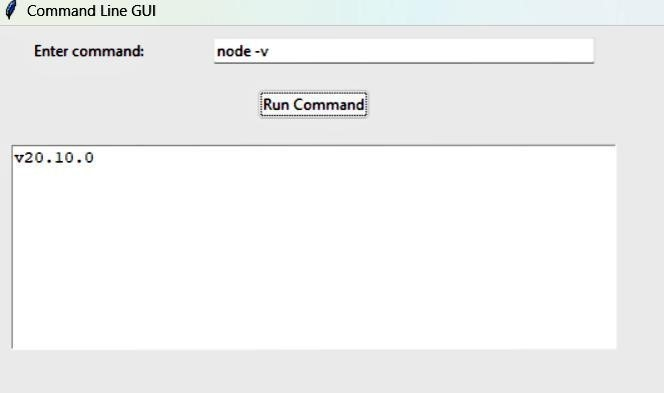 Command Line GUI
Enter command: node -v
Run Command
v20.10.0